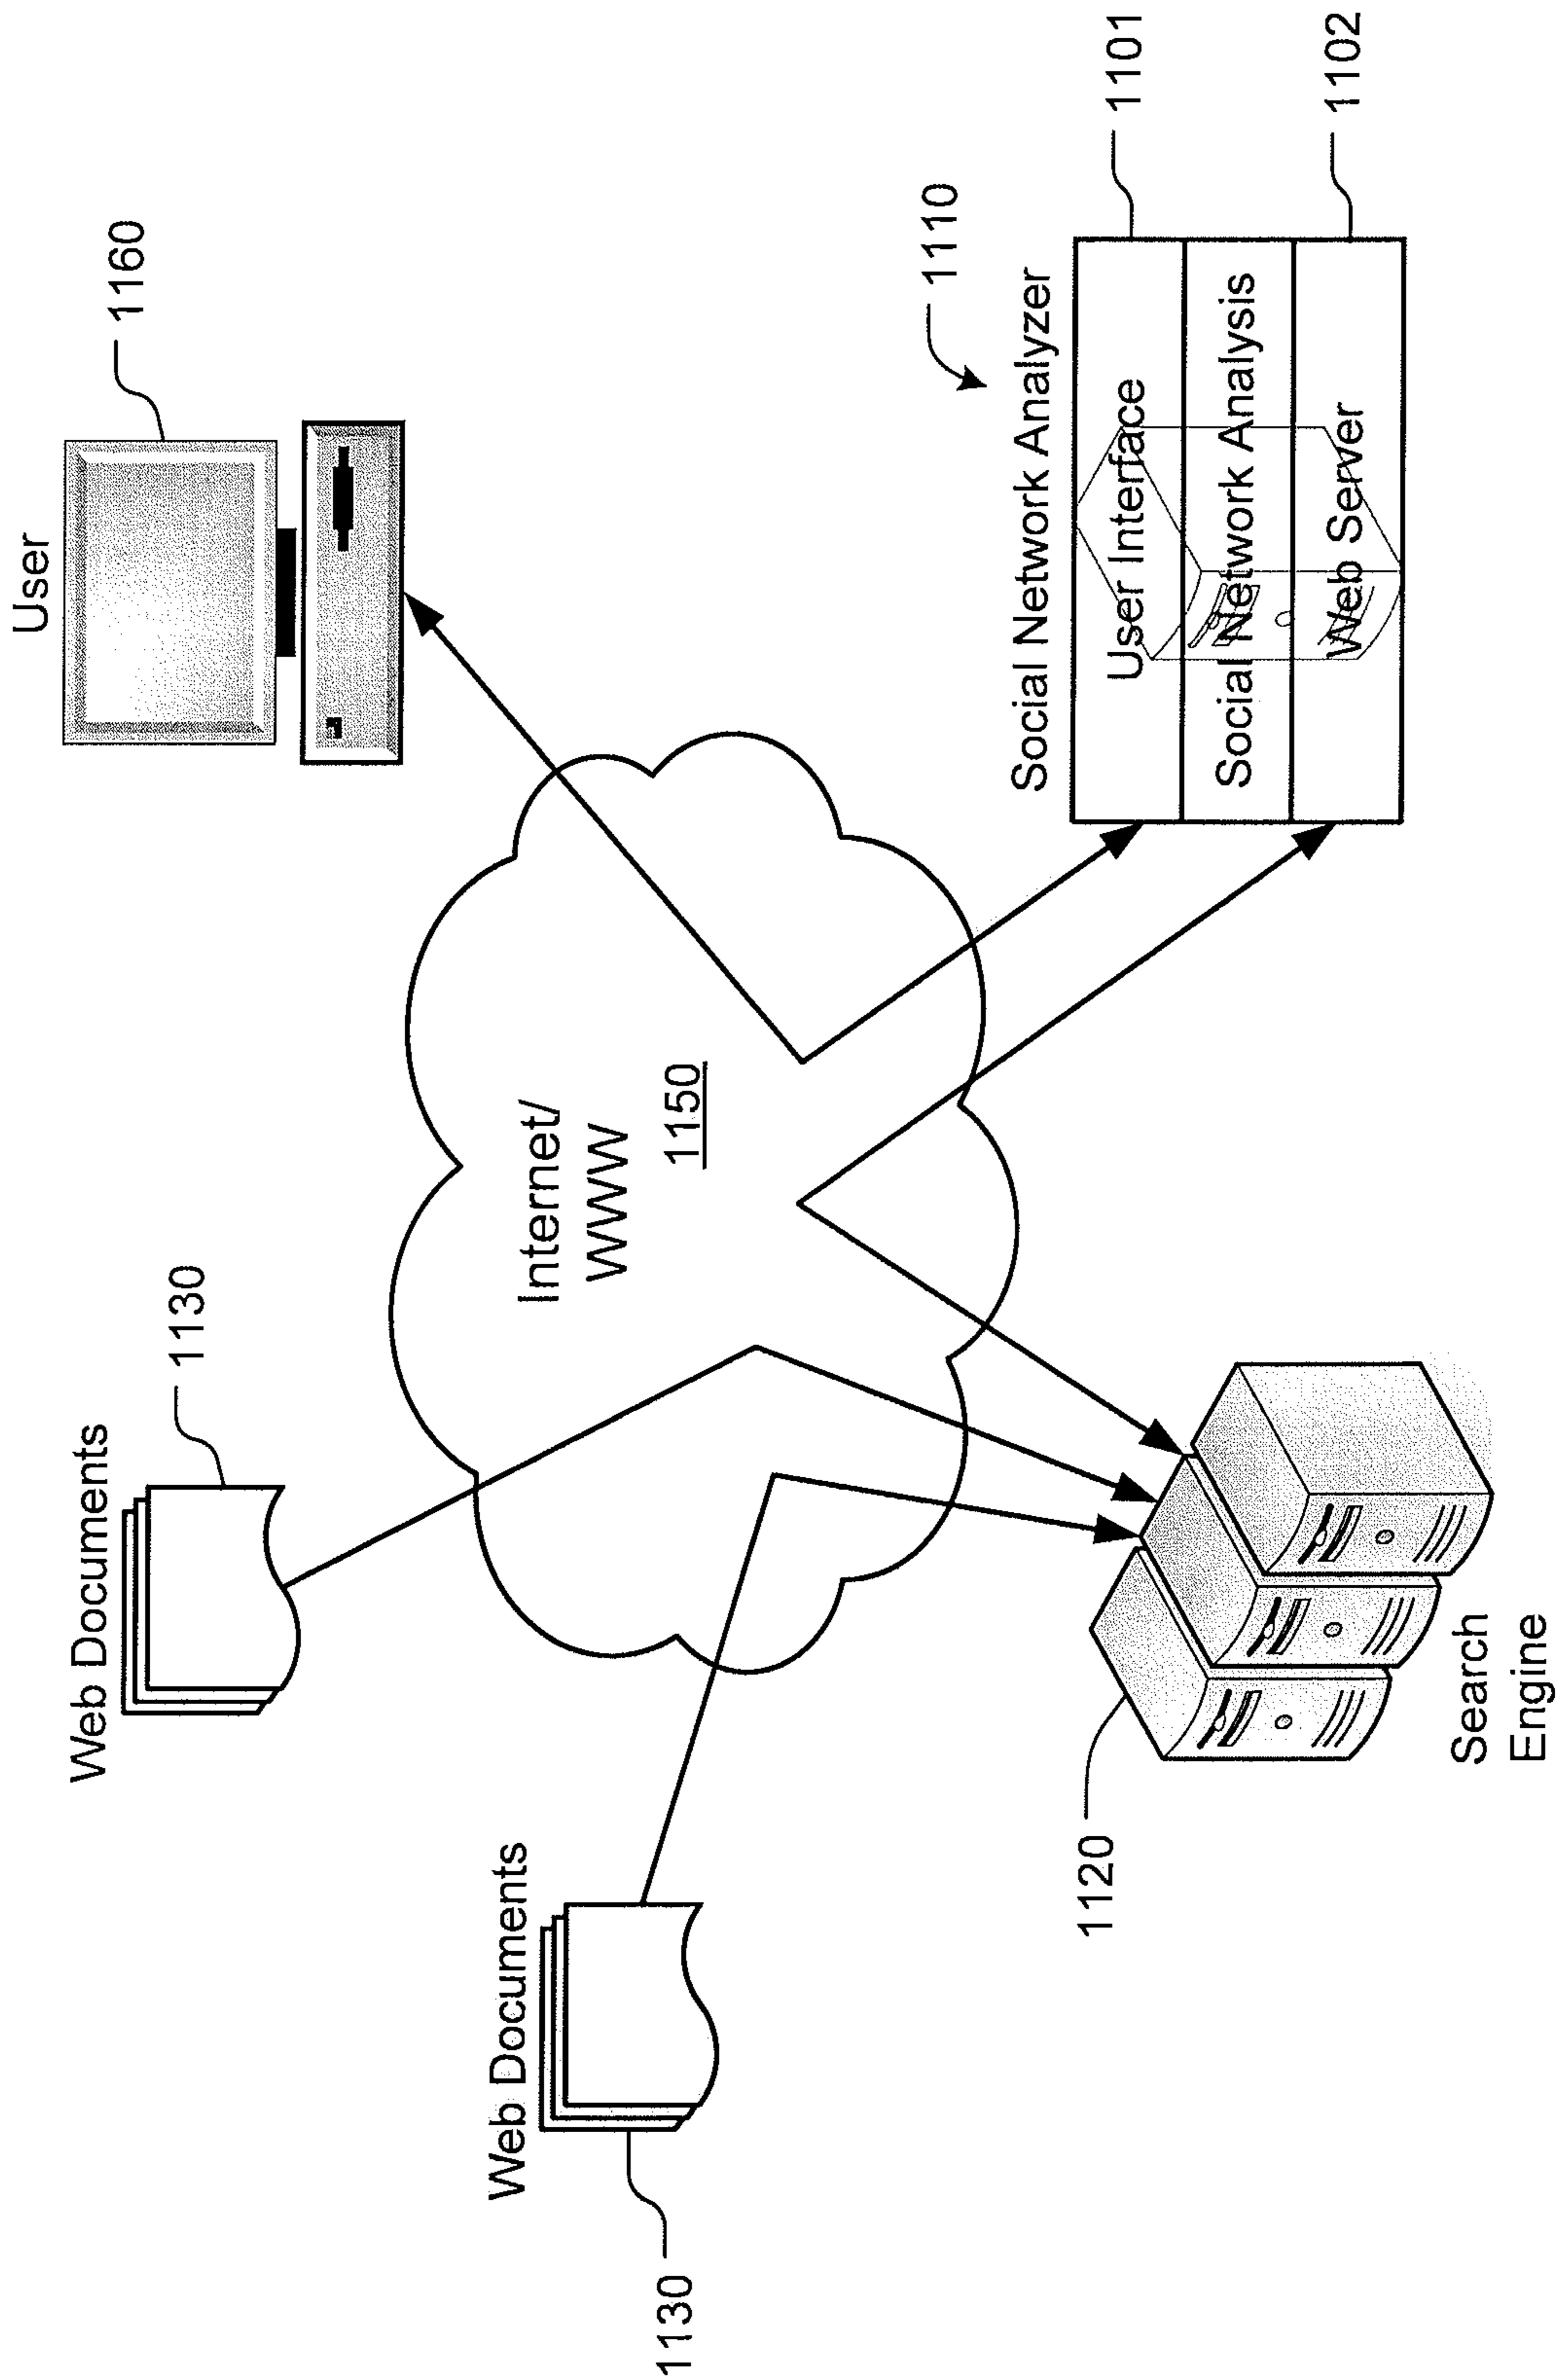 Web Documents
1130
User
1160
Web Documents
1130
Internet/
WWW
1150
1110
Social Network Analyzer
User Interface
1101
Social Network Analysis
Web Server
1102
1120
Search
Engine